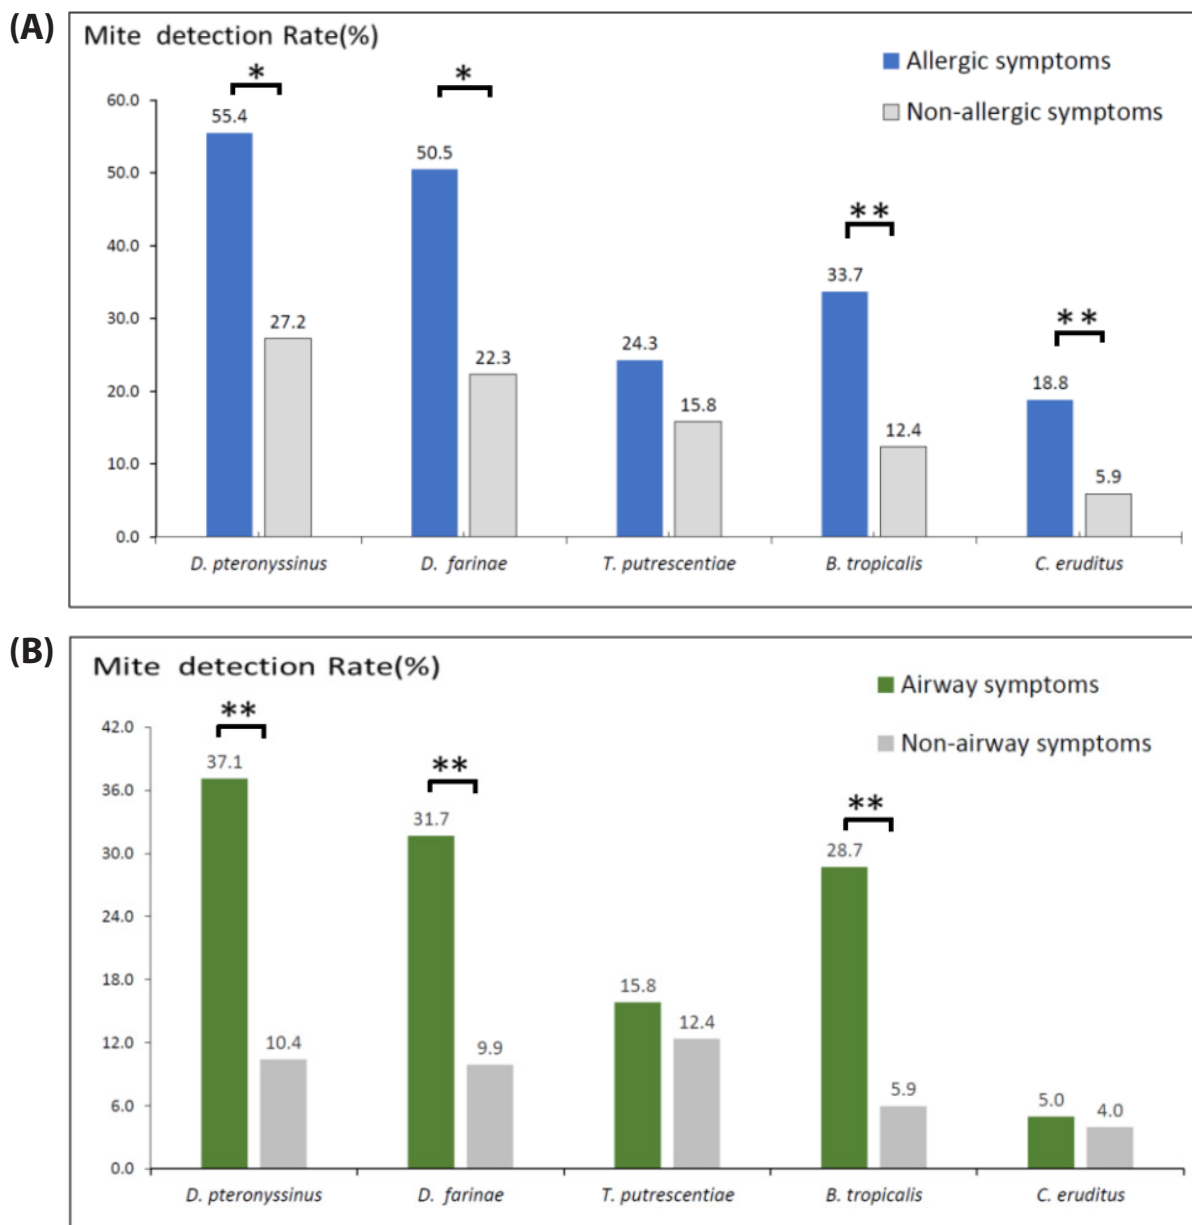 (A)
Mite detection Rate(%)
Allergic symptoms
Non-allergic symptoms
* * ** **
60.0
50.0
40.0
30.0
20.0
10.0
0.0
55.4 27.2 50.5 22.3 24.3 15.8 33.7 12.4 18.8 5.9
D. pteronyssinus D. farinae T. putrescentiae B. tropicalis C. eruditus
(B)
Mite detection Rate(%)
Airway symptoms
Non-airway symptoms
** ** **
42.0
36.0
30.0
24.0
18.0
12.0
6.0
0.0
37.1 10.4 31.7 9.9 15.8 12.4 28.7 5.9 5.0 4.0
D. pteronyssinus D. farinae T. putrescentiae B. tropicalis C. eruditus